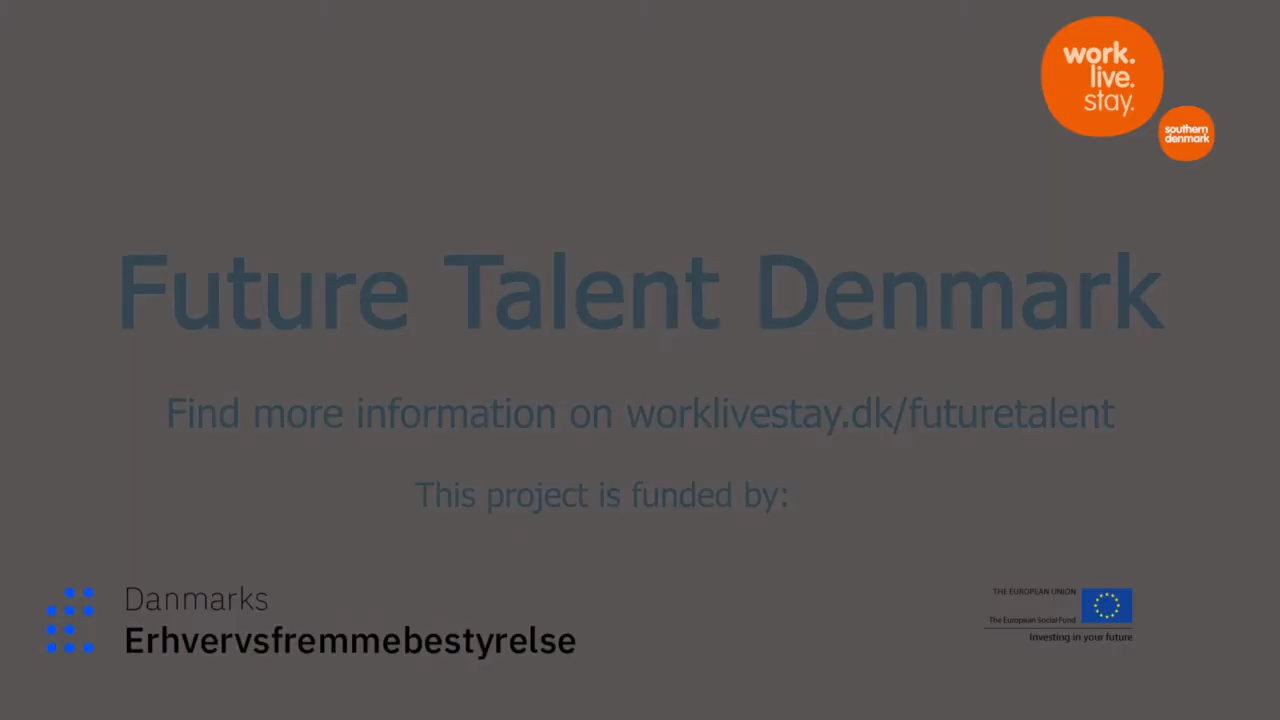 work.
live.
stay.
southern
denmark
Future Talent Denmark
Find more information on worklivestay.dk/futuretalent
This project is funded by:
Danmarks
Erhvervsfremmebestyrelse
THE EUROPEAN UNION
The European Social Fund
Investing in your future